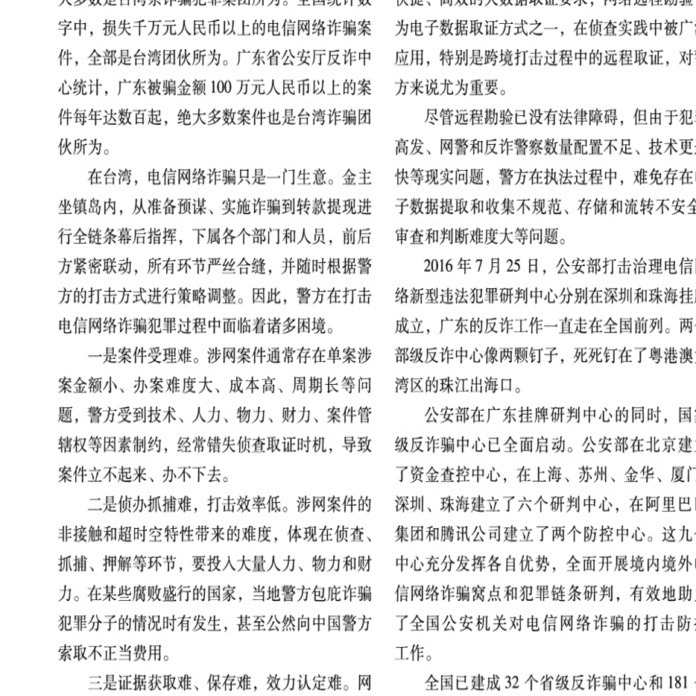 大多数是台湾东诈骗犯罪集团所为。全国统计数
字中，损失千万元人民币以上的电信网络诈骗案
件，全部是台湾团伙所为。广东省公安厅反诈中
心统计，广东被骗金额 100 万元人民币以上的案
件每年达数百起，绝大多数案件也是台湾诈骗团
伙所为。
在台湾，电信网络诈骗只是一门生意。金主
坐镇岛内，从准备预谋、实施诈骗到转款提现进
行全链条幕后指挥，下属各个部门和人员，前后
方紧密联动，所有环节严丝合缝，并随时根据警
方的打击方式进行策略调整。因此，警方在打击
电信网络诈骗犯罪过程中面临着诸多困境。
一是案件受理难。涉网案件通常存在单案涉
案金额小、办案难度大、成本高、周期长等问
题，警方受到技术、人力、物力、财力、案件管
辖权等因素制约，经常错失侦查取证时机，导致
案件立不起来、办不下去。
二是侦办抓捕难，打击效率低。涉网案件的
非接触和超时空特性带来的难度，体现在侦查、
抓捕、押解等环节，要投入大量人力、物力和财
力。在某些腐败盛行的国家，当地警方包庇诈骗
犯罪分子的情况时有发生，甚至公然向中国警方
索取不正当费用。
三是证据获取难、保存难，效力认定难。网
快捷、高效的大数据取证要求，网络远程勘验
为电子数据取证方式之一，在侦查实践中被广
应用，特别是跨境打击过程中的远程取证，对
方来说尤为重要。
尽管远程勘验已没有法律障碍，但由于犯
高发、网警和反诈警察数量配置不足、技术更
快等现实问题，警方在执法过程中，难免存在
子数据提取和收集不规范、存储和流转不安全
审查和判断难度大等问题。
2016 年 7 月 25 日，公安部打击治理电信
络新型违法犯罪研判中心分别在深圳和珠海挂
成立，广东的反诈工作一直走在全国前列。两
部级反诈中心像两颗钉子，死死钉在了粤港澳
湾区的珠江出海口。
公安部在广东挂牌研判中心的同时，国
级反诈骗中心已全面启动。公安部在北京建
了资金查控中心，在上海、苏州、金华、厦门
深圳、珠海建立了六个研判中心，在阿里巴
集团和腾讯公司建立了两个防控中心。这九
中心充分发挥各自优势，全面开展境内境外
信网络诈骗窝点和犯罪链条研判，有效地助
了全国公安机关对电信网络诈骗的打击防
工作。
全国已建成 32 个省级反诈骗中心和 181